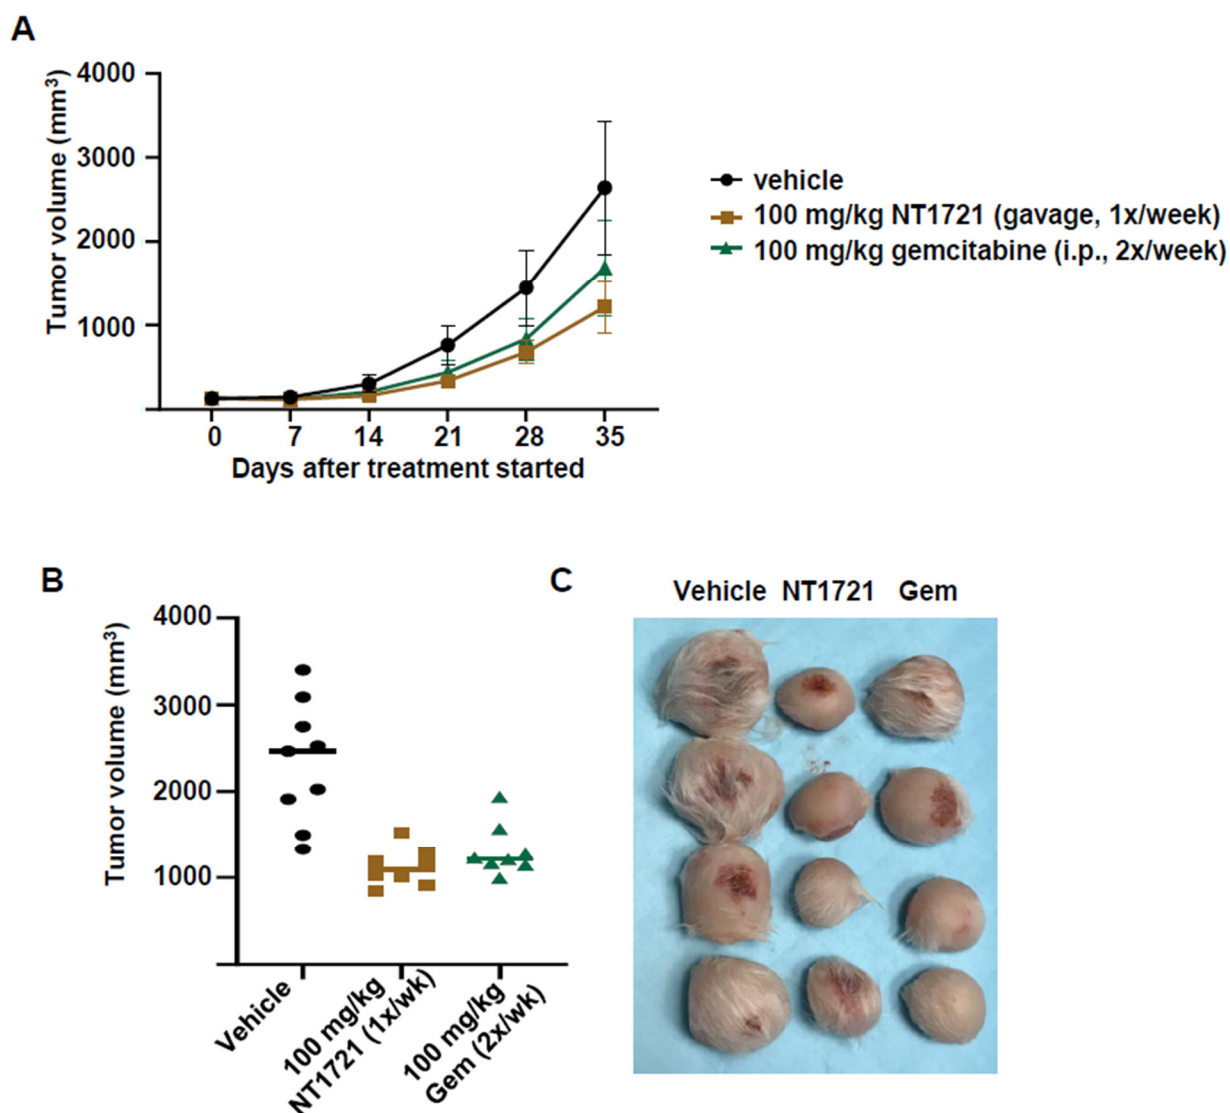 A
Tumor volume (mm³)
4000
3000
2000
1000
0 7 14 21 28 35
Days after treatment started
vehicle
100 mg/kg NT1721 (gavage, 1x/week)
100 mg/kg gemcitabine (i.p., 2x/week)
B
Tumor volume (mm³)
4000
3000
2000
1000
Vehicle
100 mg/kg
NT1721 (1x/wk)
100 mg/kg
Gem (2x/wk)
C
Vehicle NT1721 Gem